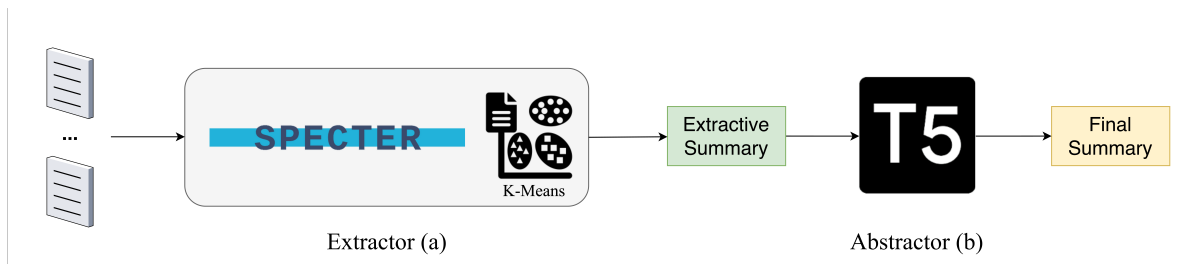 ...
SPECTER
K-Means
Extractive
Summary
T5
Final
Summary
Extractor (a)
Abstractor (b)